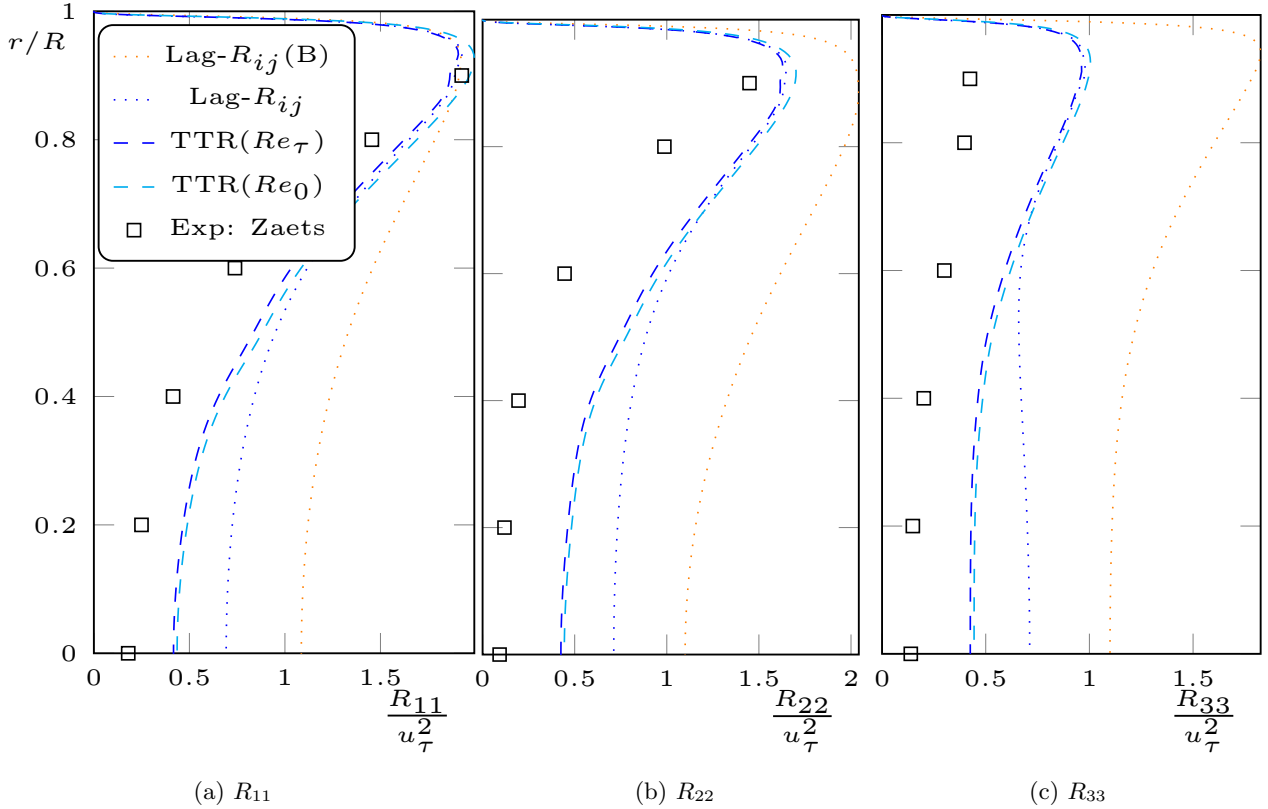 r/R
1
0.8
0.6
0.4
0.2
0
Lag-R_ij(B)
Lag-R_ij
TTR(Re_τ)
TTR(Re_0)
Exp: Zaets
0 0.5 1 1.5
R_11/u_τ^2
(a) R_11
0 0.5 1 1.5 2
R_22/u_τ^2
(b) R_22
0 0.5 1 1.5
R_33/u_τ^2
(c) R_33